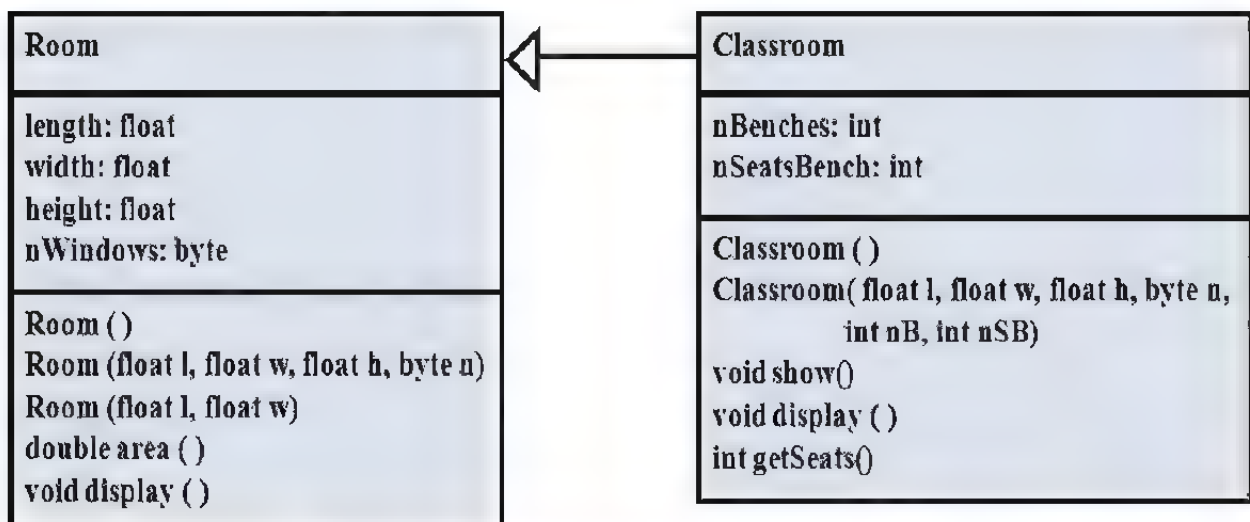 Room
length: float
width: float
height: float
nWindows: byte
Room ( )
Room (float l, float w, float h, byte n)
Room (float l, float w)
double area ( )
void display ( )
Classroom
nBenches: int
nSeatsBench: int
Classroom ( )
Classroom( float l, float w, float h, byte n,
int nB, int nSB)
void show()
void display ( )
int getSeats()